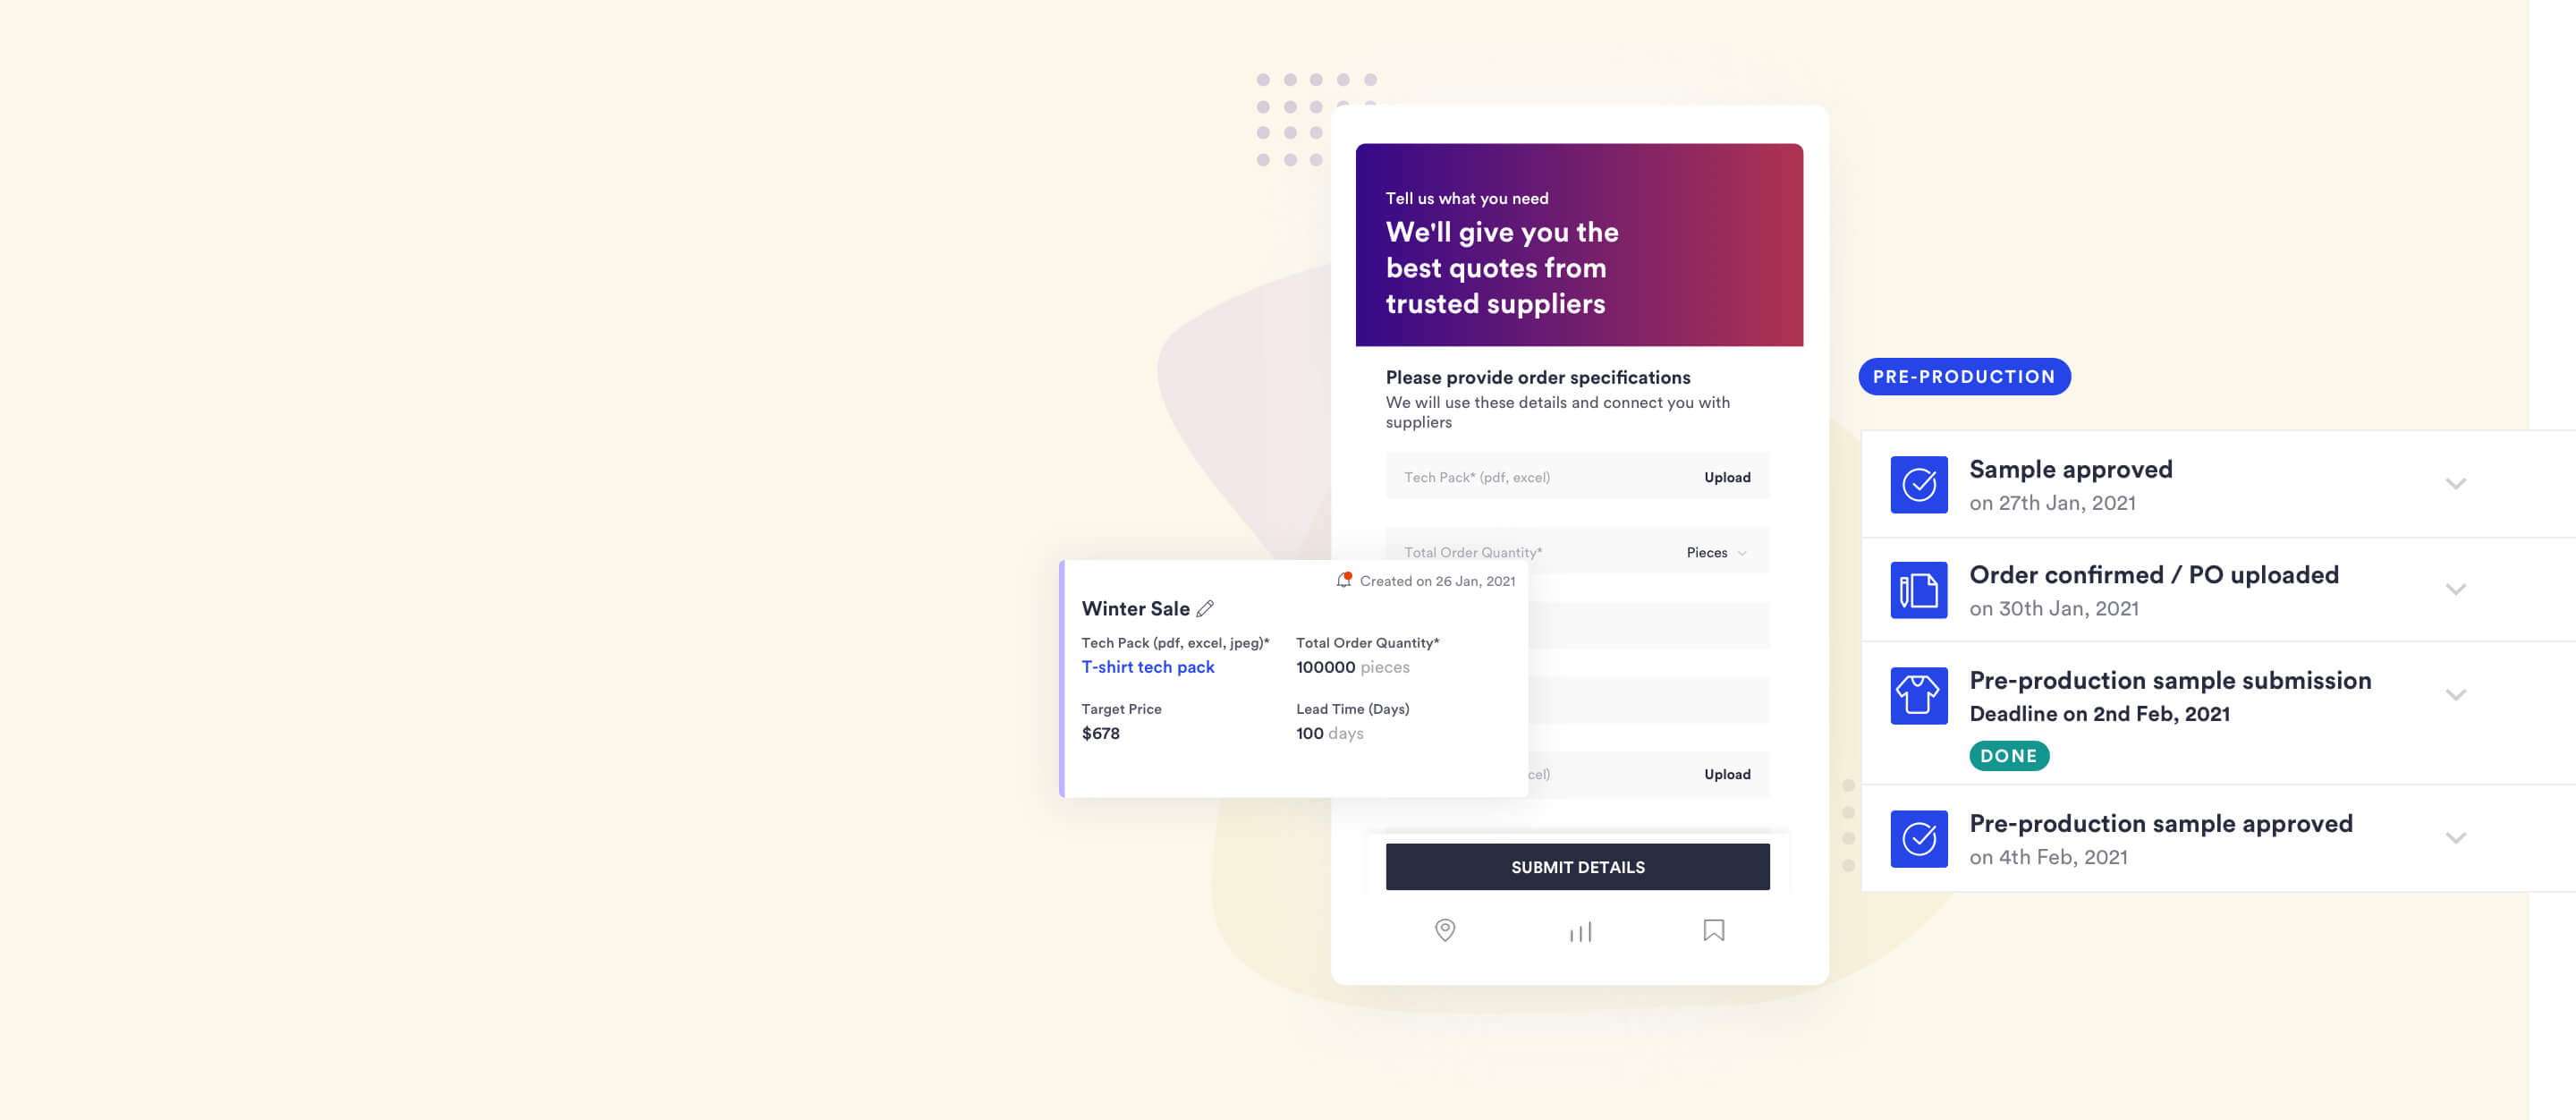 Tell us what you need
We'll give you the
best quotes from
trusted suppliers
Please provide order specifications
We will use these details and connect you with
suppliers
Tech Pack* (pdf, excel)
Upload
Total Order Quantity*
Pieces
Created on 26 Jan, 2021
Winter Sale
Tech Pack (pdf, excel, jpeg)*
Total Order Quantity*
T-shirt tech pack
100000 pieces
Target Price
Lead Time (Days)
$678
100 days
cel)
Upload
SUBMIT DETAILS
PRE-PRODUCTION
Sample approved
on 27th Jan, 2021
Order confirmed / PO uploaded
on 30th Jan, 2021
Pre-production sample submission
Deadline on 2nd Feb, 2021
DONE
Pre-production sample approved
on 4th Feb, 2021